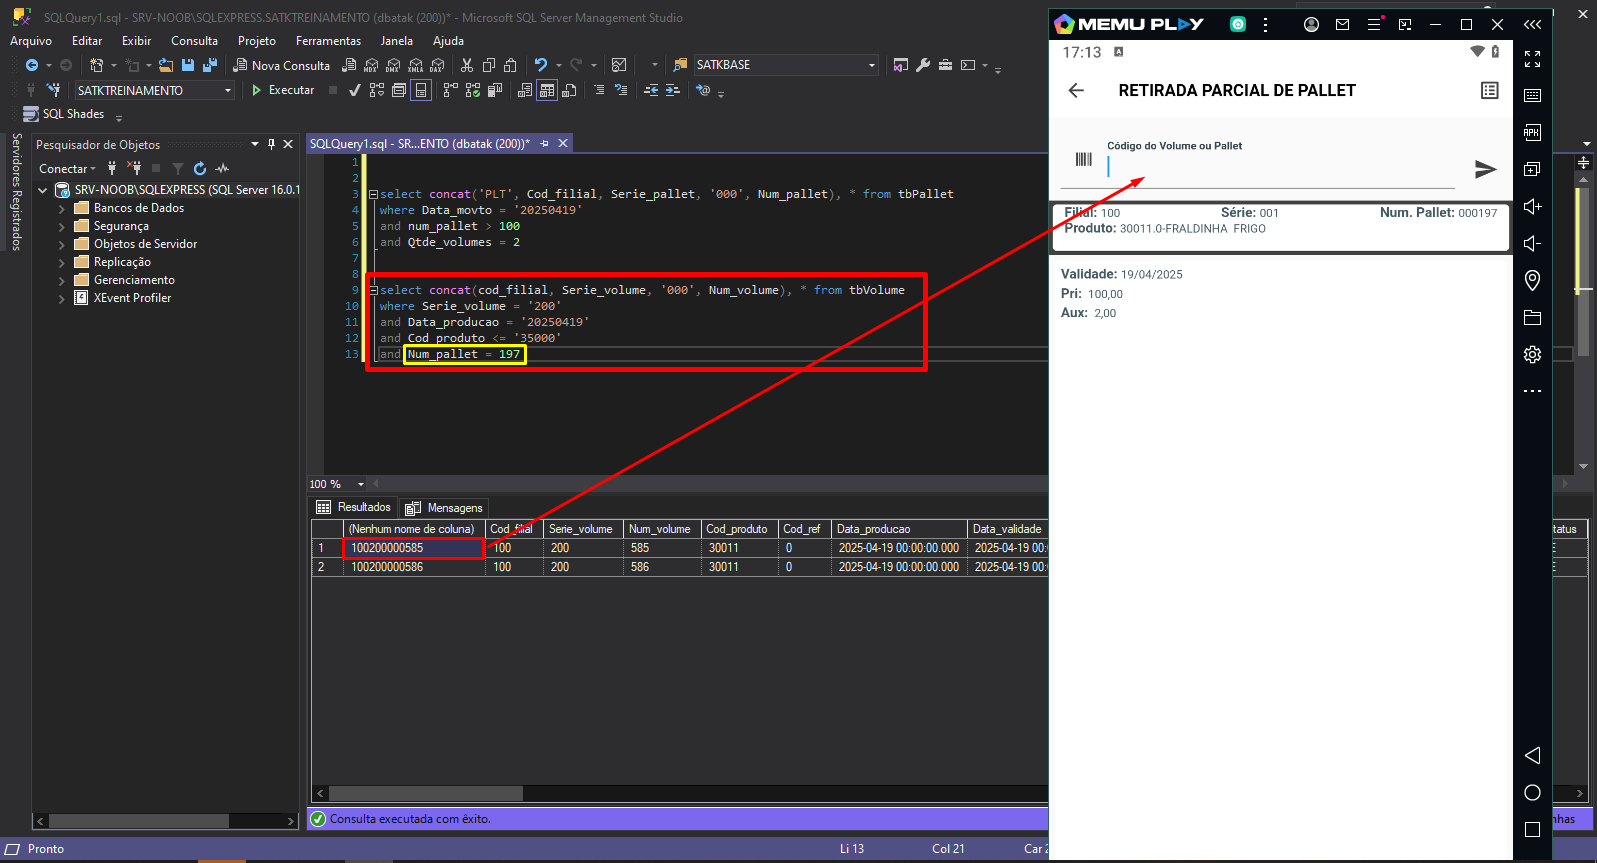 SQLQuery1.sql - SRV-NOOB\SQLEXPRESS.SATKTREINAMENTO (dbatak (200))* - Microsoft SQL Server Management Studio
Arquivo Editar Exibir Consulta Projeto Ferramentas Janela Ajuda
Nova Consulta MDX DMX XMLA DAX SATKBASE
SATKTREINAMENTO Executar
SQL Shades
Servidores Registrados
Pesquisador de Objetos
Conectar
SRV-NOOB\SQLEXPRESS (SQL Server 16.0.1
Bancos de Dados
Segurança
Objetos de Servidor
Replicação
Gerenciamento
XEvent Profiler
SQLQuery1.sql - SR...ENTO (dbatak (200))*
1
2
3 select concat('PLT', Cod_filial, Serie_pallet, '000', Num_pallet), * from tbPallet
4 where Data_movto = '20250419'
5 and num_pallet > 100
6 and Qtde_volumes = 2
7
8
9 select concat(cod_filial, Serie_volume, '000', Num_volume), * from tbVolume
10 where Serie_volume = '200'
11 and Data_producao = '20250419'
12 and Cod_produto <= '35000'
13 and Num_pallet = 197
100 %
Resultados Mensagens
(Nenhum nome de coluna) Cod_filial Serie_volume Num_volume Cod_produto Cod_ref Data_producao Data_validade tatus
1 100200000585 100 200 585 30011 0 2025-04-19 00:00:00.000 2025-04-19 00:0 E
2 100200000586 100 200 586 30011 0 2025-04-19 00:00:00.000 2025-04-19 00:0 E
Consulta executada com êxito. nhas
Pronto Li 13 Col 21 Car 2
MEMU PLAY
17:13 A
RETIRADA PARCIAL DE PALLET
APK
Código do Volume ou Pallet
Filial: 100 Série: 001 Num. Pallet: 000197
Produto: 30011.0-FRALDINHA FRIGO
Validade: 19/04/2025
Pri: 100,00
Aux: 2,00